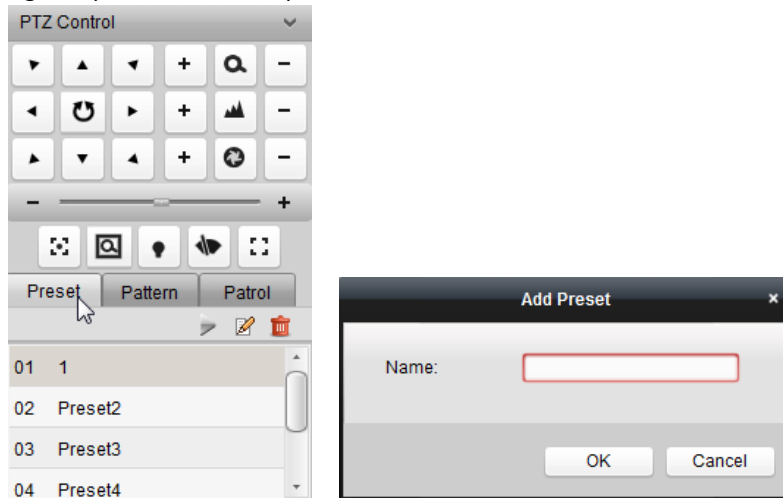 PTZ Control
Preset
Pattern
Patrol
01 1
02 Preset2
03 Preset3
04 Preset4
Add Preset
Name:
OK
Cancel